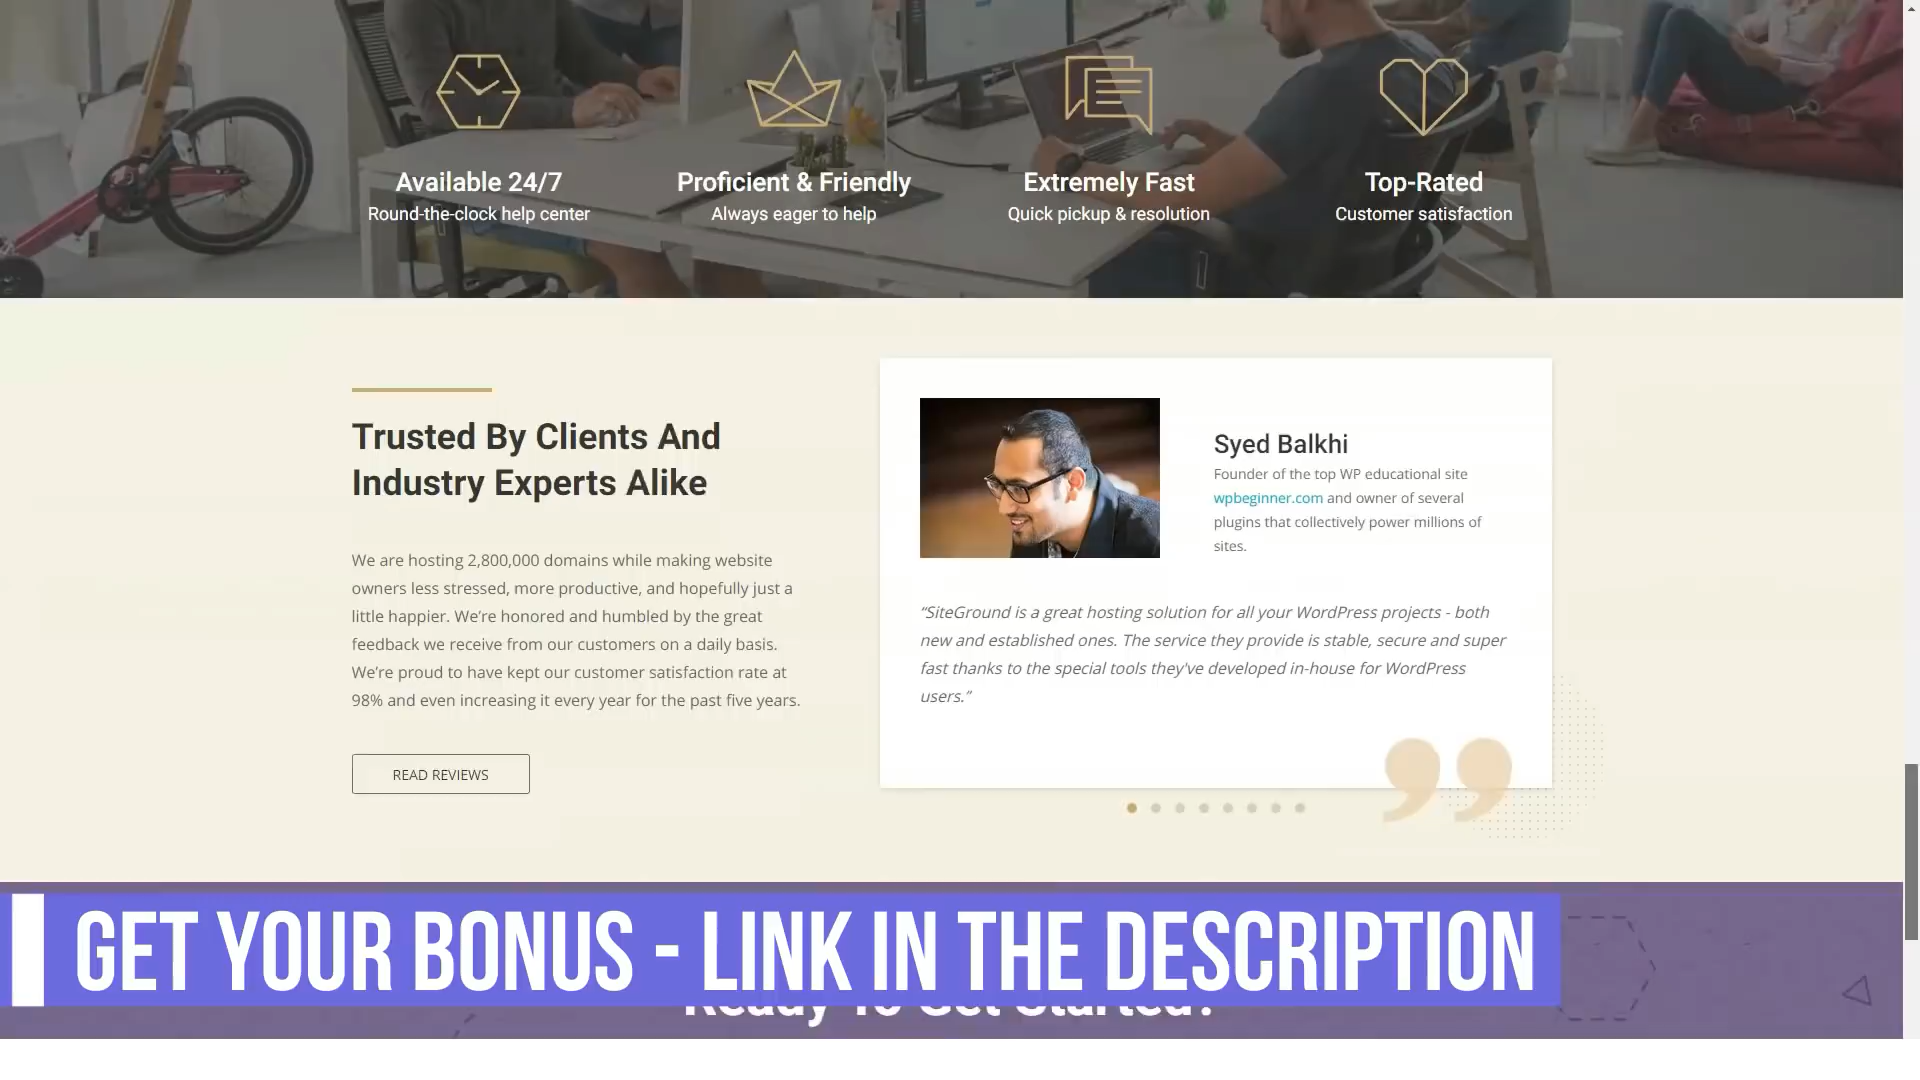 Available 24/7
Round-the-clock help center
Proficient & Friendly
Always eager to help
Extremely Fast
Quick pickup & resolution
Top-Rated
Customer satisfaction
Trusted By Clients And
Industry Experts Alike
We are hosting 2,800,000 domains while making website
owners less stressed, more productive, and hopefully just a
little happier. We’re honored and humbled by the great
feedback we receive from our customers on a daily basis.
We’re proud to have kept our customer satisfaction rate at
98% and even increasing it every year for the past five years.
READ REVIEWS
Syed Balkhi
Founder of the top WP educational site
wpbeginner.com and owner of several
plugins that collectively power millions of
sites.
“SiteGround is a great hosting solution for all your WordPress projects - both
new and established ones. The service they provide is stable, secure and super
fast thanks to the special tools they've developed in-house for WordPress
users.”
GET YOUR BONUS - LINK IN THE DESCRIPTION
Ready To Get Started?